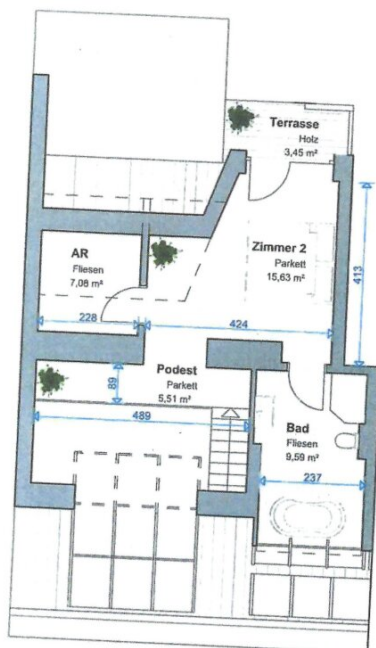 Terrasse
Holz
3,45 m²
Zimmer 2
Parkett
15,63 m²
413
AR
Fliesen
7,08 m²
228
424
Podest
Parkett
5,51 m²
89
489
Bad
Fliesen
9,59 m²
237